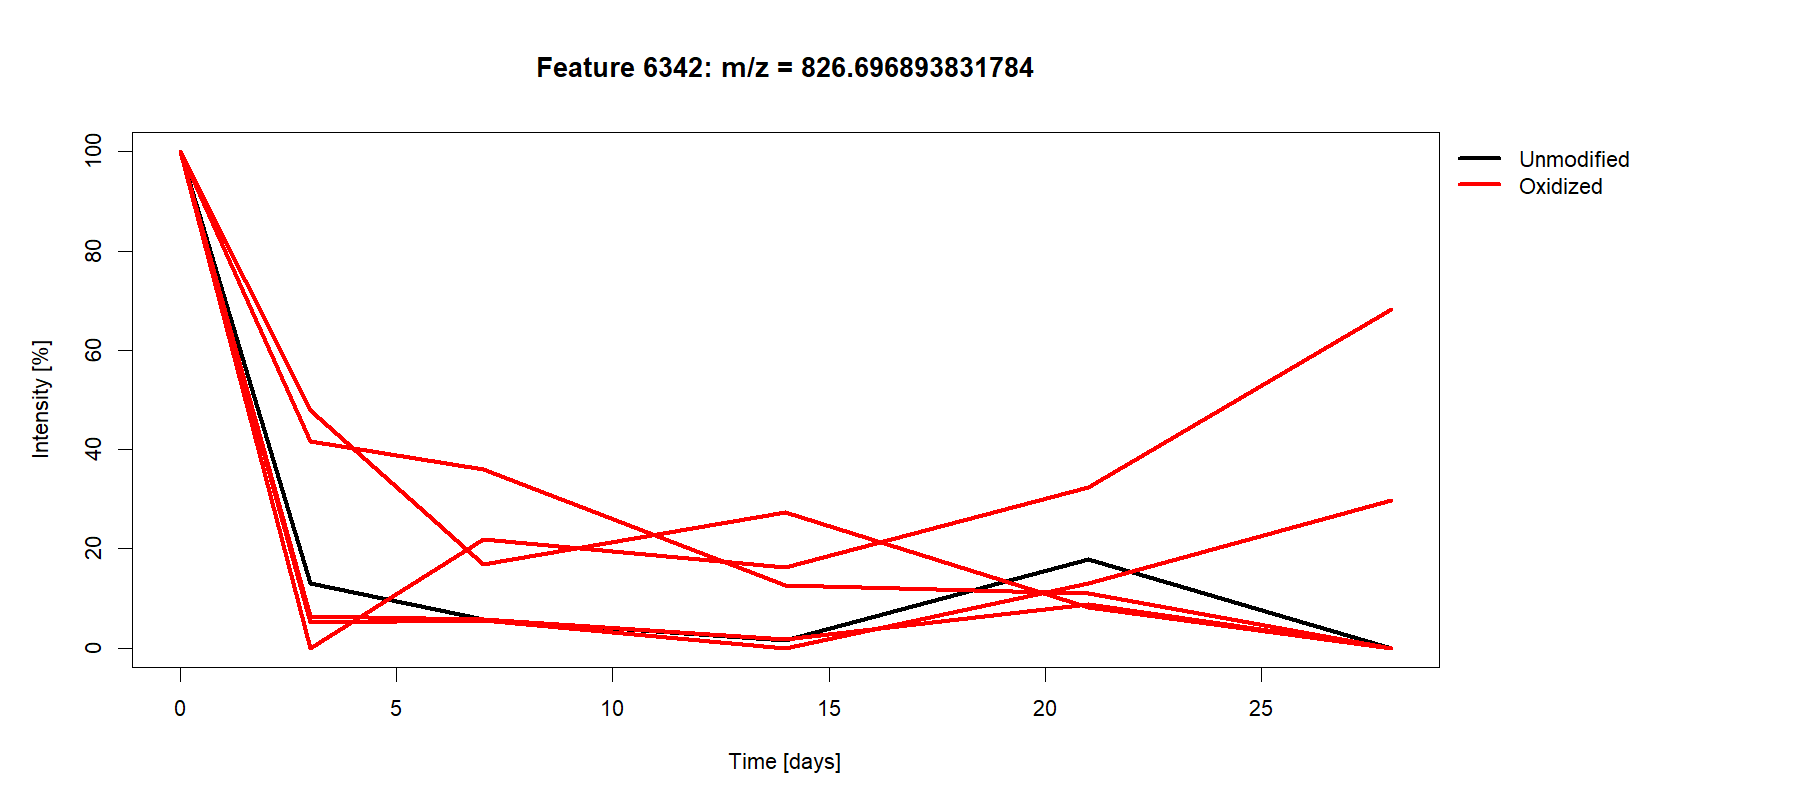 Feature 6342: m/z = 826.696893831784
Unmodified
Oxidized
Intensity [%]
100
80
60
40
20
0
0 5 10 15 20 25
Time [days]